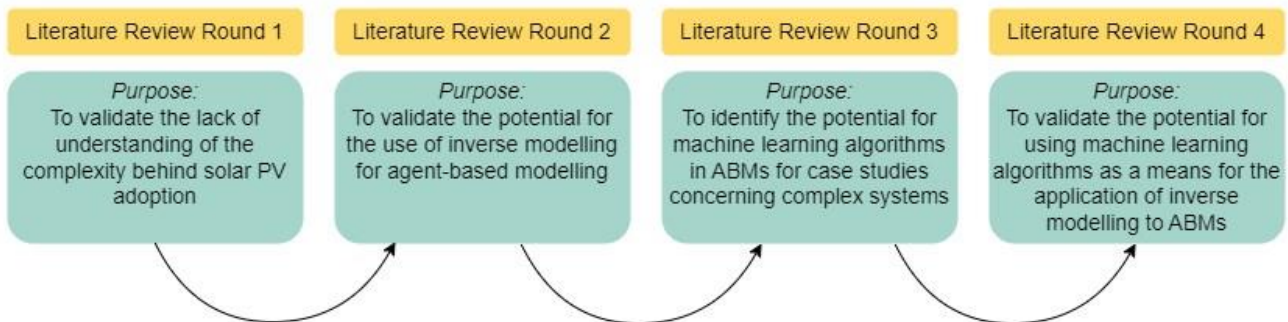 Literature Review Round 1
Purpose:
To validate the lack of
understanding of the
complexity behind solar PV
adoption
Literature Review Round 2
Purpose:
To validate the potential for
the use of inverse modelling
for agent-based modelling
Literature Review Round 3
Purpose:
To identify the potential for
machine learning algorithms
in ABMs for case studies
concerning complex systems
Literature Review Round 4
Purpose:
To validate the potential for
using machine learning
algorithms as a means for the
application of inverse
modelling to ABMs